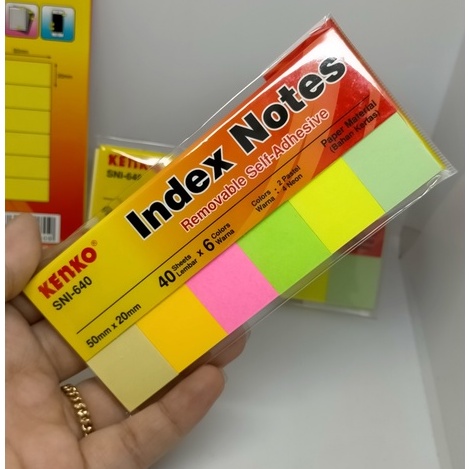 KENKO®
SNI-640
Index Notes
Removable Self-Adhesive
50mm x 20mm
40 Sheets Lembar x 6 Colors Warna
Colors : 2 Pastel
Warna : 4 Neon
Paper Material
(Bahan Kertas)
KENKO
SNI-640